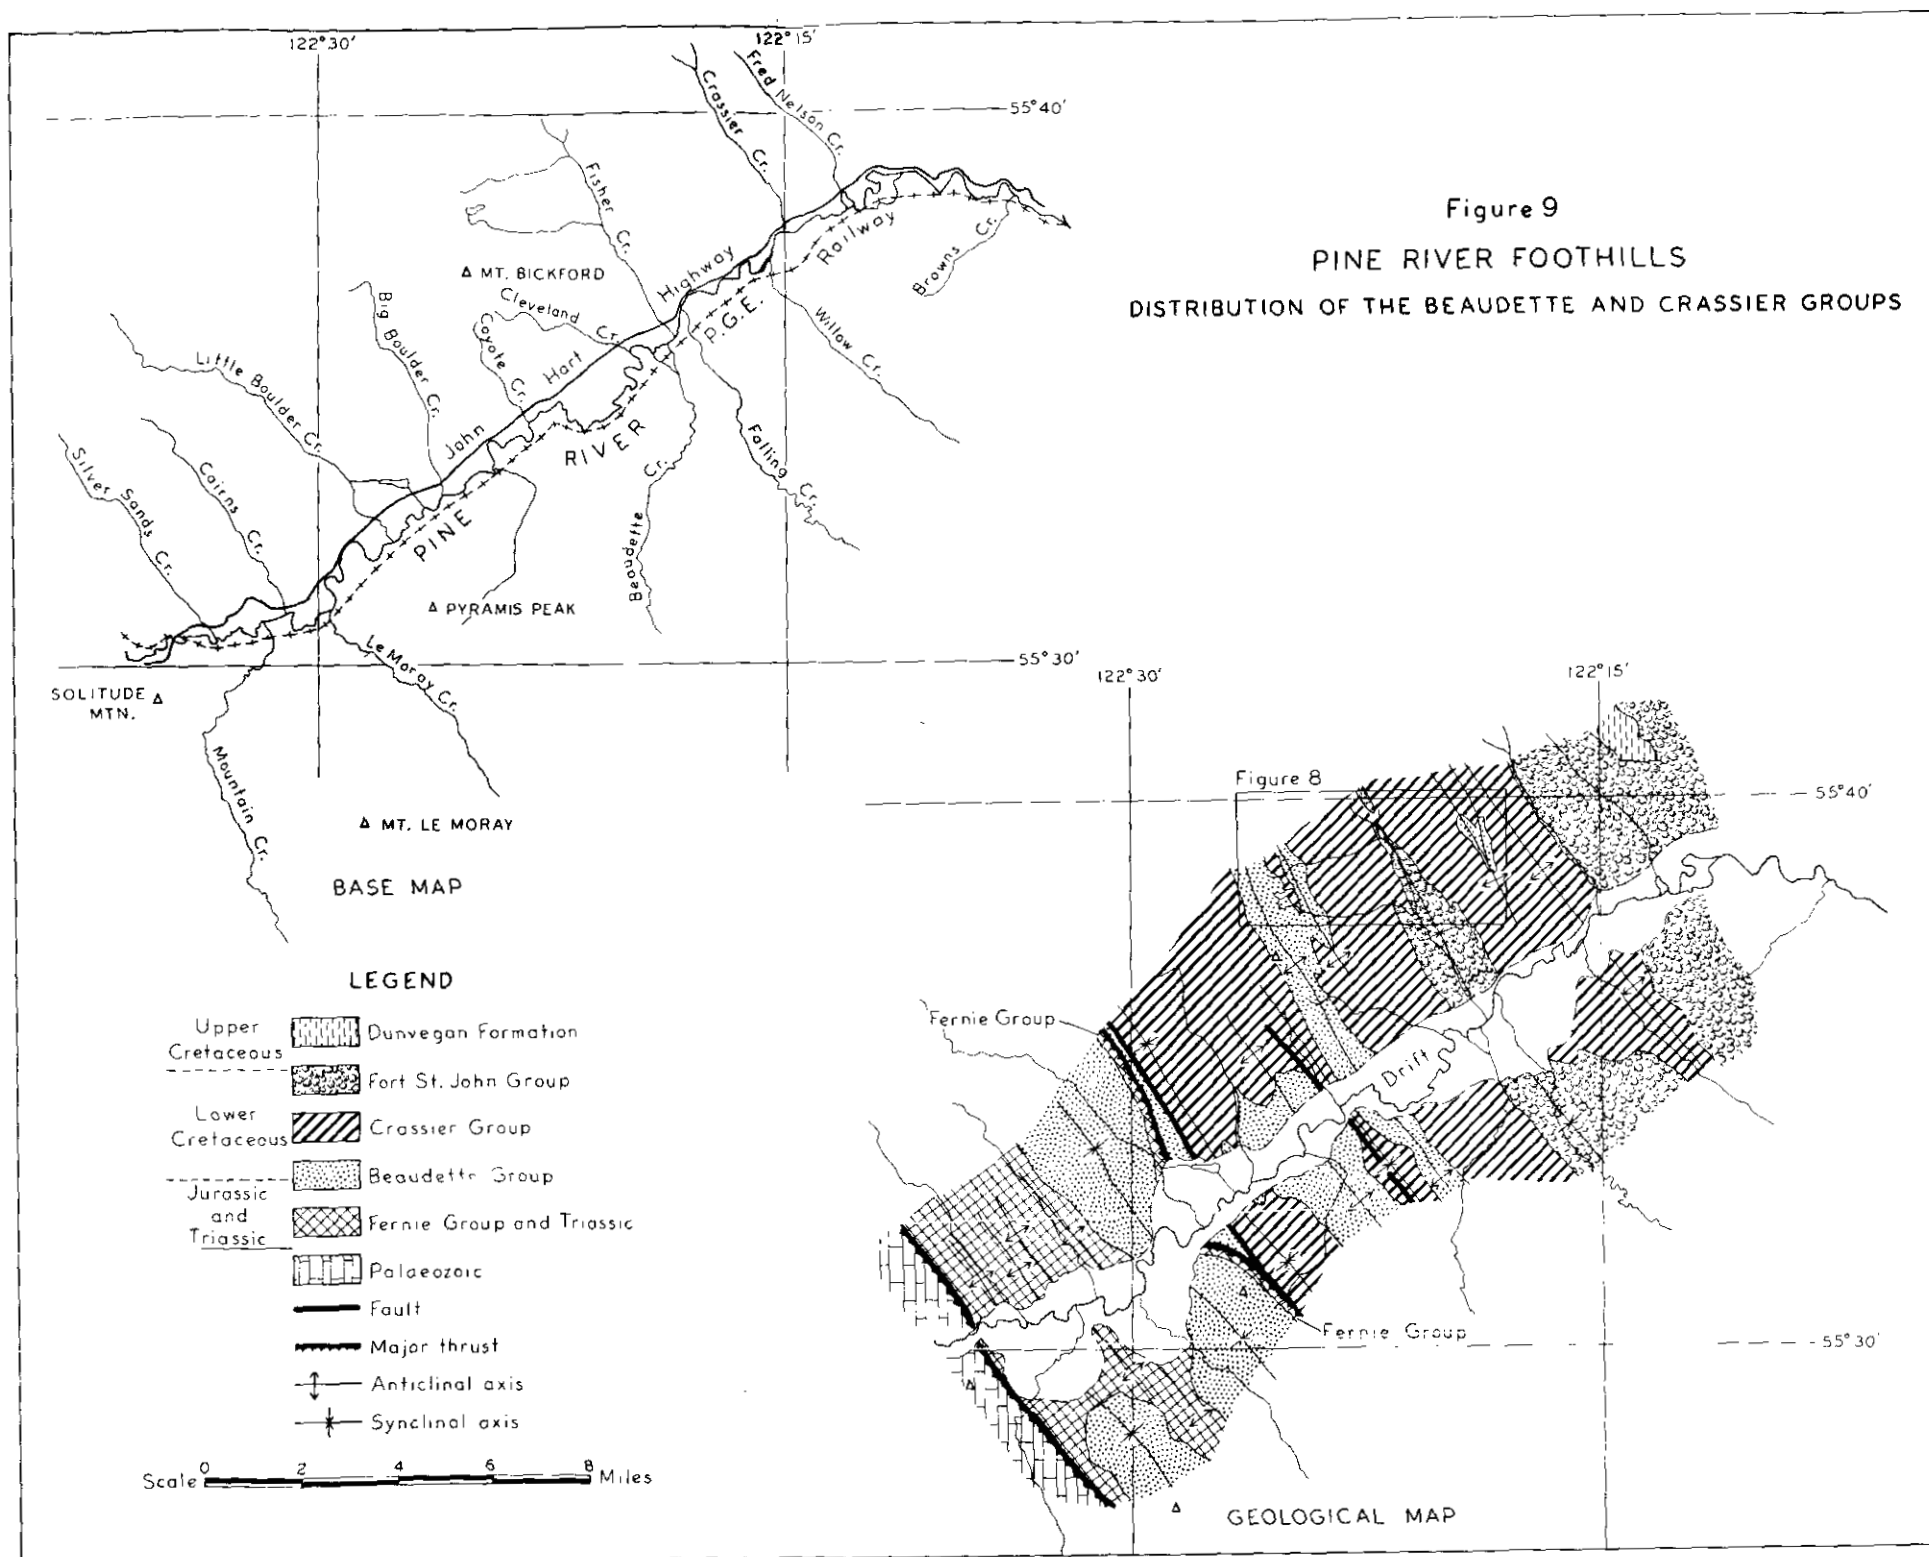 Figure 9
PINE RIVER FOOTHILLS
DISTRIBUTION OF THE BEAUDETTE AND CRASSIER GROUPS
122°30'
122°15'
55°40'
Crassier Cr.
Fred Nelson Cr.
Fisher Cr.
MT. BICKFORD
Cleveland Cr.
Coyote Cr.
Big Boulder Cr.
Little Boulder Cr.
Cairns Cr.
Silver Sands Cr.
John Hart Highway
P.G.E. Railway
Browns Cr.
Willow Cr.
Falling Cr.
Beaudette Cr.
PINE RIVER
PYRAMIS PEAK
Le Moray Cr.
55°30'
SOLITUDE
MTN.
Mountain Cr.
MT. LE MORAY
BASE MAP
LEGEND
Upper
Cretaceous
Dunvegan Formation
Fort St. John Group
Lower
Cretaceous
Crassier Group
Beaudette Group
Jurassic
and
Triassic
Fernie Group and Triassic
Palaeozoic
Fault
Major thrust
Anticlinal axis
Synclinal axis
Scale 0 2 4 6 8 Miles
122°30'
122°15'
Figure 8
55°40'
Fernie Group
Drift
Fernie Group
55°30'
GEOLOGICAL MAP